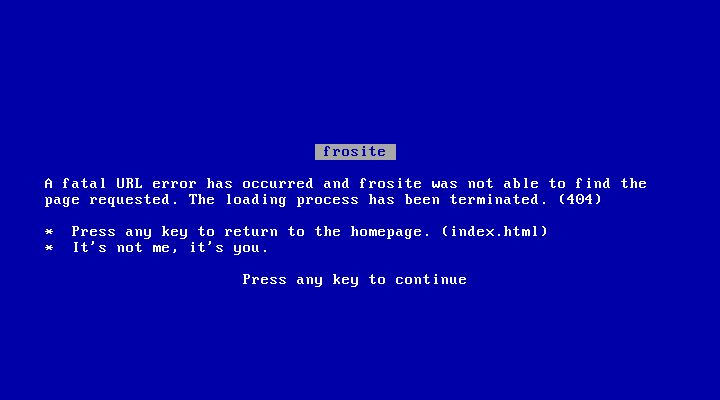 frosite
A fatal URL error has occurred and frosite was not able to find the
page requested. The loading process has been terminated. (404)
*  Press any key to return to the homepage. (index.html)
*  It's not me, it's you.
Press any key to continue